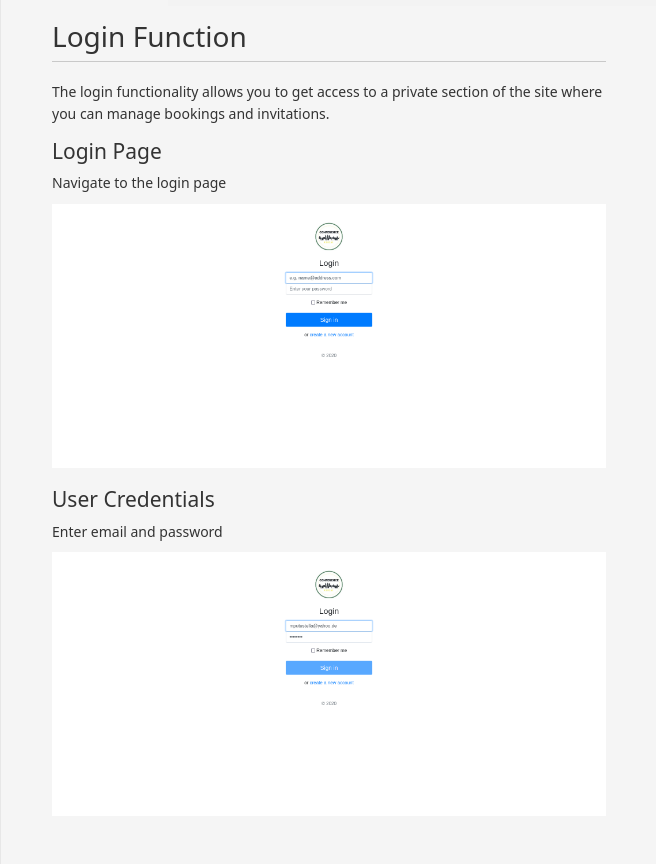 Login Function
The login functionality allows you to get access to a private section of the site where
you can manage bookings and invitations.
Login Page
Navigate to the login page
Login
e.g. name@address.com
Enter your password
Remember me
Sign in
or create a new account
© 2020
User Credentials
Enter email and password
Login
••••••••
Remember me
Sign in
or create a new account
© 2020